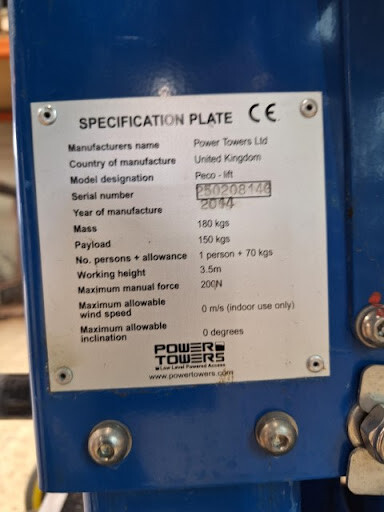 SPECIFICATION PLATE CE
Manufacturers name Power Towers Ltd
Country of manufacture United Kingdom
Model designation Peco - lift
Serial number
Year of manufacture 2014
Mass 180 kgs
Payload 150 kgs
No. persons + allowance 1 person + 70 kgs
Working height 3.5m
Maximum manual force 200N
Maximum allowable
wind speed 0 m/s (indoor use only)
Maximum allowable
inclination 0 degrees
POWER
TOWERS
Low Level Powered Access
www.powertowers.com